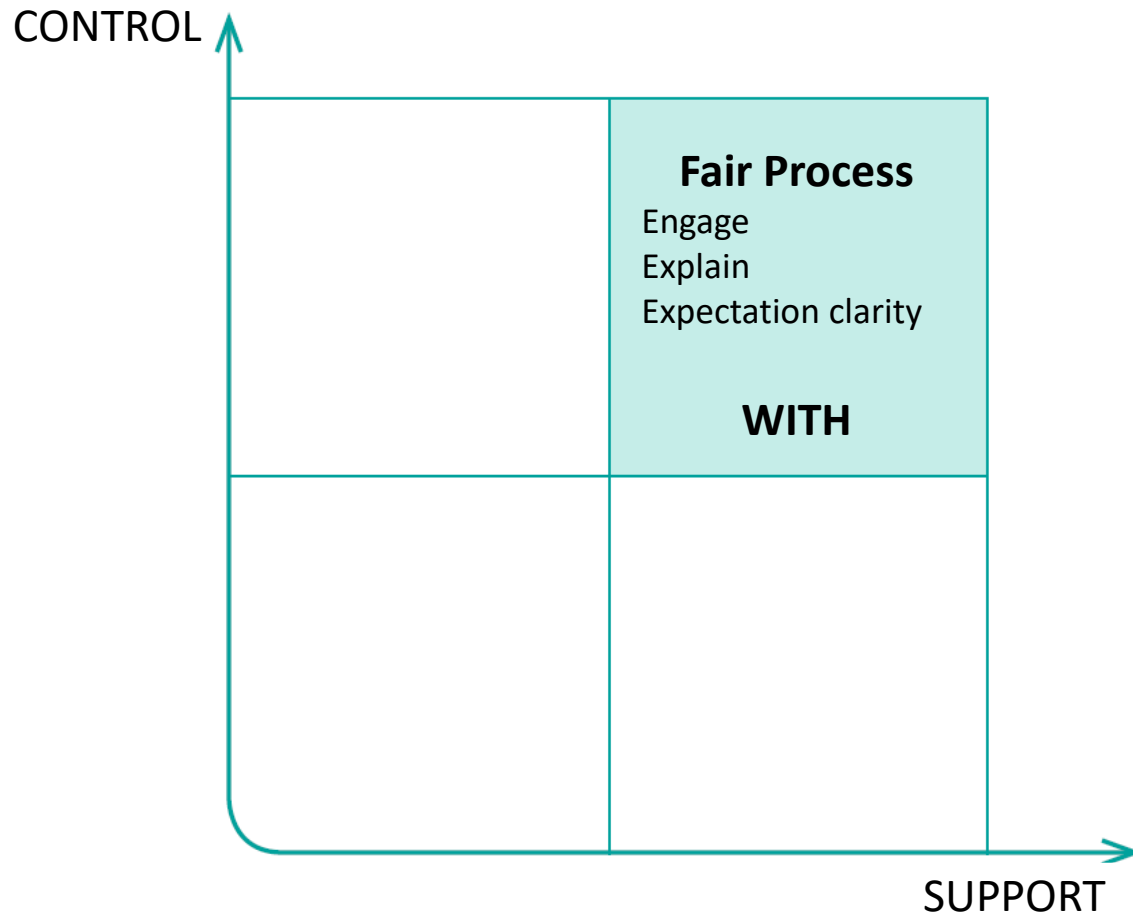 CONTROL
Fair Process
Engage
Explain
Expectation clarity
WITH
SUPPORT